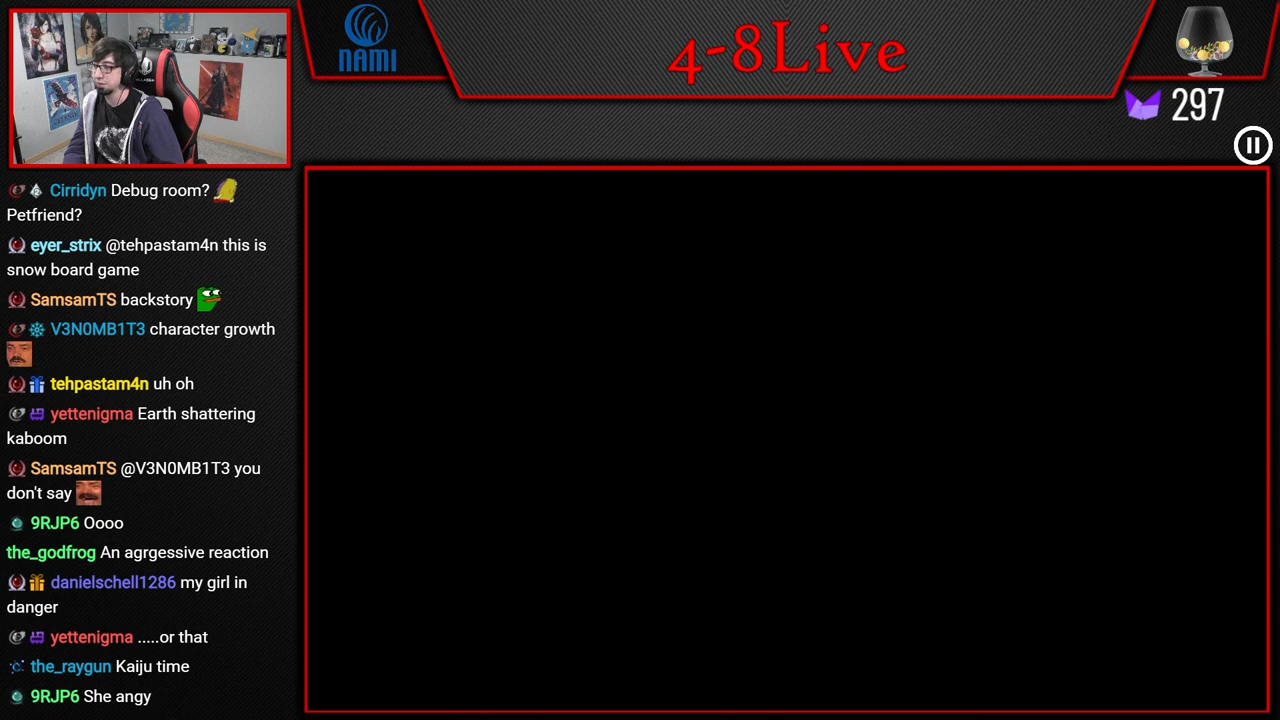 NAMI
4-8Live
297
Cirridyn Debug room?
Petfriend?
eyer_strix @tehpastam4n this is
snow board game
SamsamTS backstory
V3N0MB1T3 character growth
tehpastam4n uh oh
yettenigma Earth shattering
kaboom
SamsamTS @V3N0MB1T3 you
don't say
9RJP6 Oooo
the_godfrog An agrgessive reaction
danielschell1286 my girl in
danger
yettenigma .....or that
the_raygun Kaiju time
9RJP6 She angy